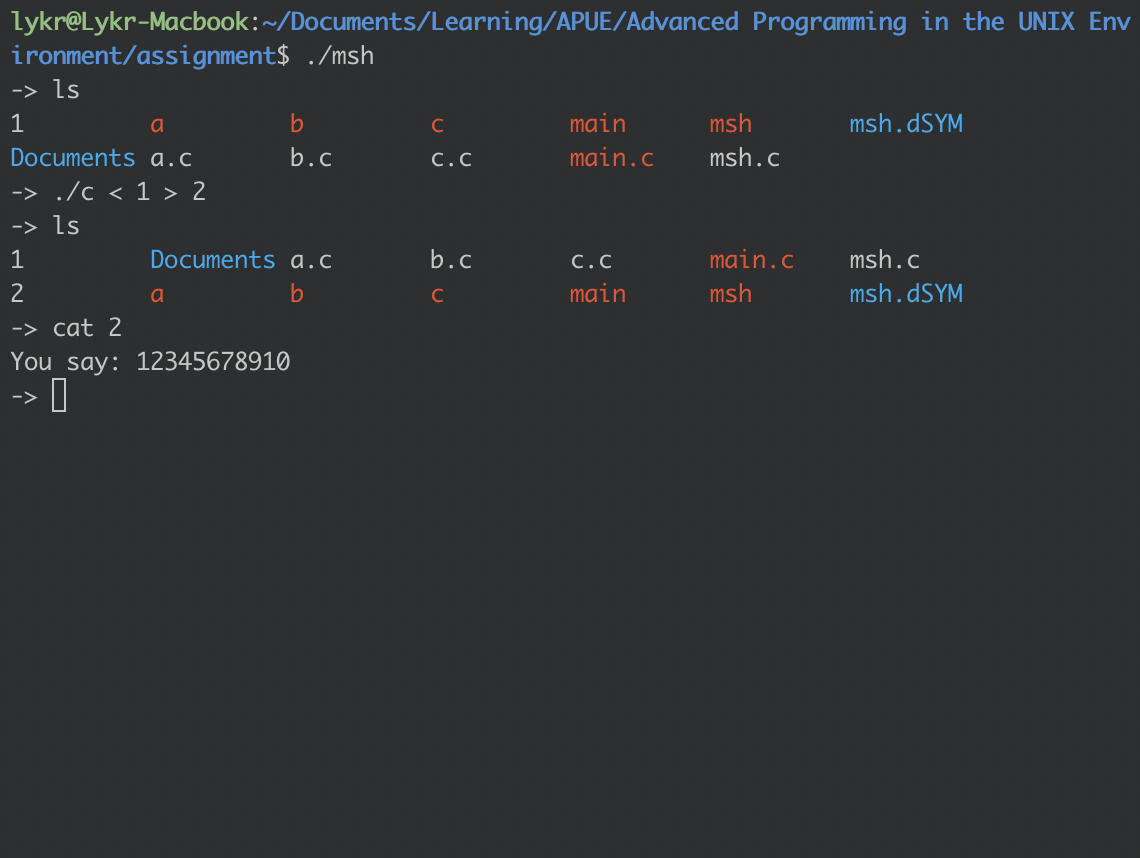 lykr@Lykr-Macbook:~/Documents/Learning/APUE/Advanced Programming in the UNIX Env
ironment/assignment$ ./msh
-> ls
1 a b c main msh msh.dSYM
Documents a.c b.c c.c main.c msh.c
-> ./c < 1 > 2
-> ls
1 Documents a.c b.c c.c main.c msh.c
2 a b c main msh msh.dSYM
-> cat 2
You say: 12345678910
->